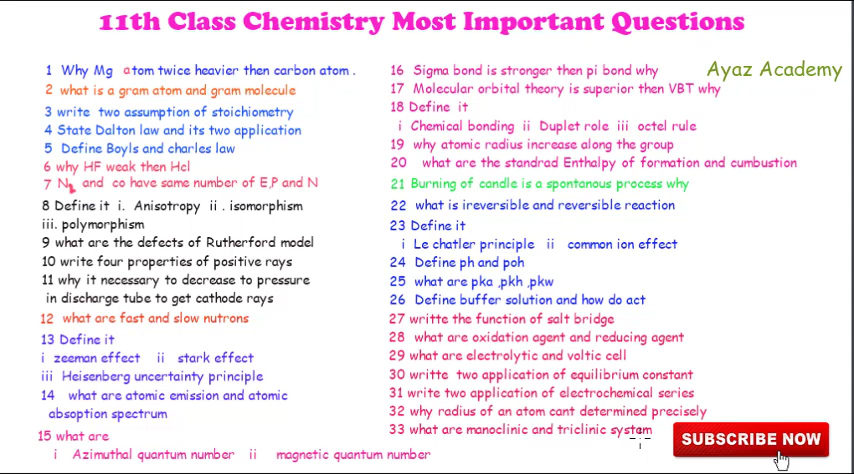 11th Class Chemistry Most Important Questions
Ayaz Academy
1 Why Mg atom twice heavier then carbon atom .
2 what is a gram atom and gram molecule
3 write two assumption of stoichiometry
4 State Dalton law and its two application
5 Define Boyls and charles law
6 why HF weak then Hcl
7 N₂ and co have same number of E,P and N
8 Define it i. Anisotropy ii . isomorphism
iii. polymorphism
9 what are the defects of Rutherford model
10 write four properties of positive rays
11 why it necessary to decrease to pressure
in discharge tube to get cathode rays
12 what are fast and slow nutrons
13 Define it
i zeeman effect ii stark effect
iii Heisenberg uncertainty principle
14 what are atomic emission and atomic
absoption spectrum
15 what are
i Azimuthal quantum number ii magnetic quantum number
16 Sigma bond is stronger then pi bond why
17 Molecular orbital theory is superior then VBT why
18 Define it
i Chemical bonding ii Duplet role iii octel rule
19 why atomic radius increase along the group
20 what are the standrad Enthalpy of formation and cumbustion
21 Burning of candle is a spontanous process why
22 what is ireversible and reversible reaction
23 Define it
i Le chatler principle ii common ion effect
24 Define ph and poh
25 what are pka ,pkh ,pkw
26 Define buffer solution and how do act
27 writte the function of salt bridge
28 what are oxidation agent and reducing agent
29 what are electrolytic and voltic cell
30 writte two application of equilibrium constant
31 write two application of electrochemical series
32 why radius of an atom cant determined precisely
33 what are manoclinic and triclinic system
SUBSCRIBE NOW